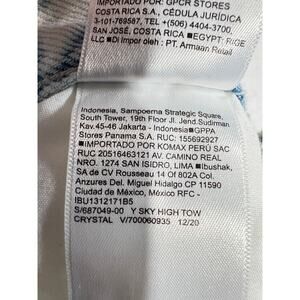 IMPORTADO POR: GPCR STORES
COSTA RICA S.A., CÉDULA JURÍDICA
3-101-769587, TEL: +(506) 4404-3700,
SAN JOSÉ, COSTA RICA ■EGYPT: RIGE
LLC ■Di Impor oleh : PT. Armaan Retail
Indonesia, Sampoerna Strategic Square,
South Tower, 19th Floor Jl. Jend.Sudirman
Kav.45-46 Jakarta - Indonesia■GPPA
Stores Panama S.A. RUC: 155692927
■IMPORTADO POR KOMAX PERÚ SAC
RUC 20516463121 AV. CAMINO REAL
NRO. 1274 SAN ISIDRO, LIMA ■Ibushak,
SA de CV Rousseau 14 Of 802A Col.
Anzures Del. Miguel Hidalgo CP 11590
Ciudad de México, México RFC -
IBU1312171B5
S/687049-00 Y SKY HIGH TOW
CRYSTAL V/700060935 12/20